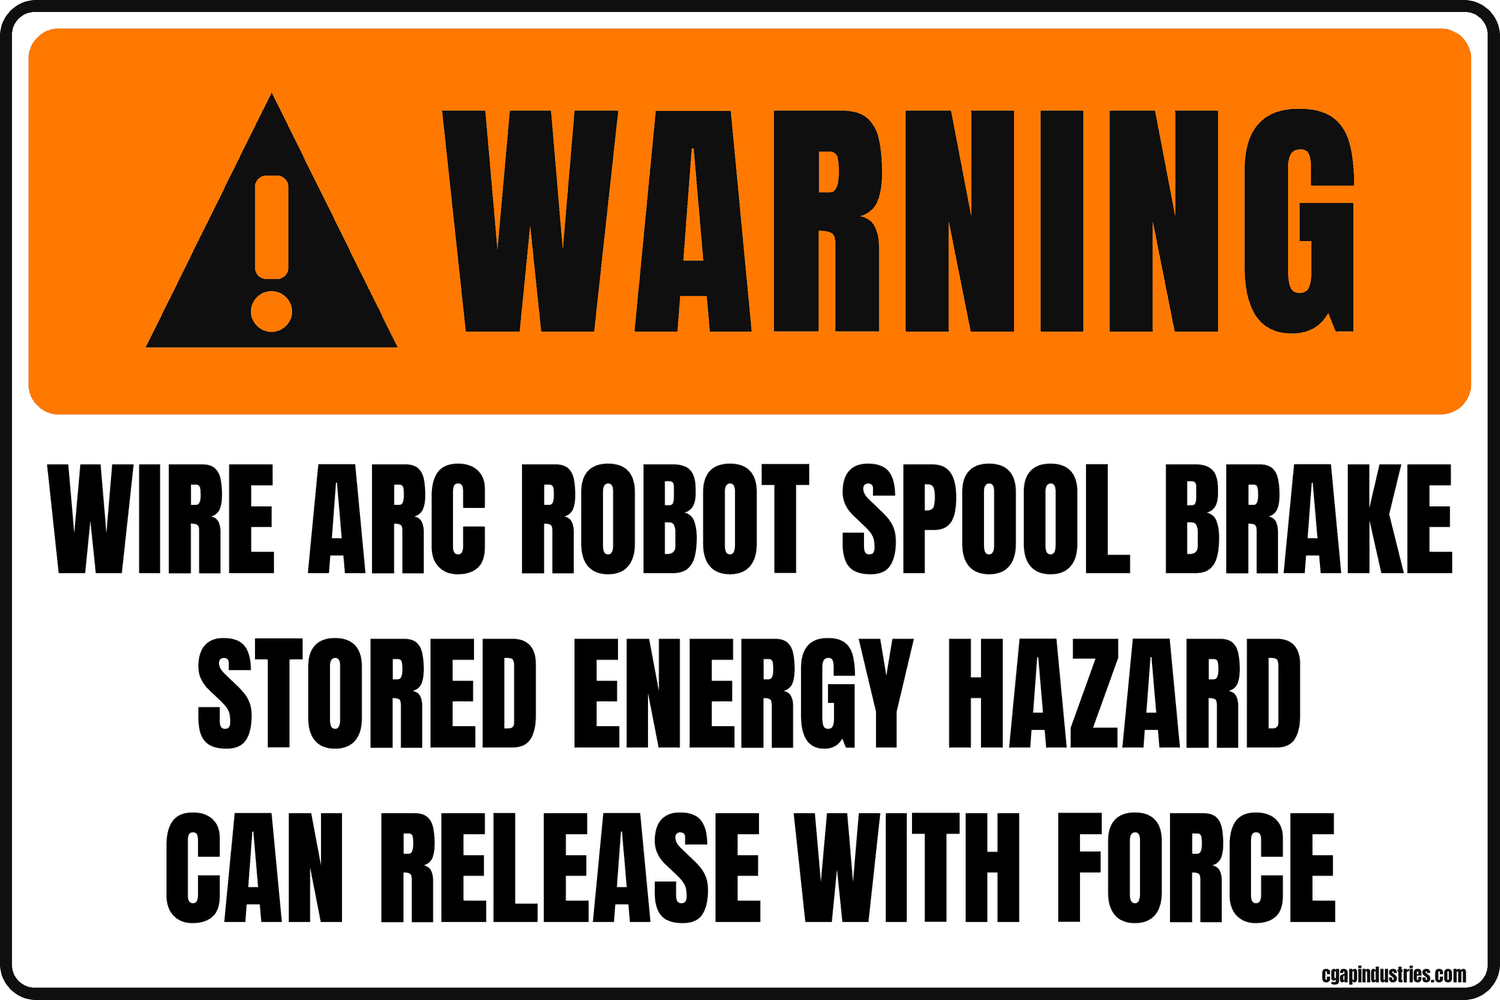 WARNING
WIRE ARC ROBOT SPOOL BRAKE
STORED ENERGY HAZARD
CAN RELEASE WITH FORCE
cgapindustries.com